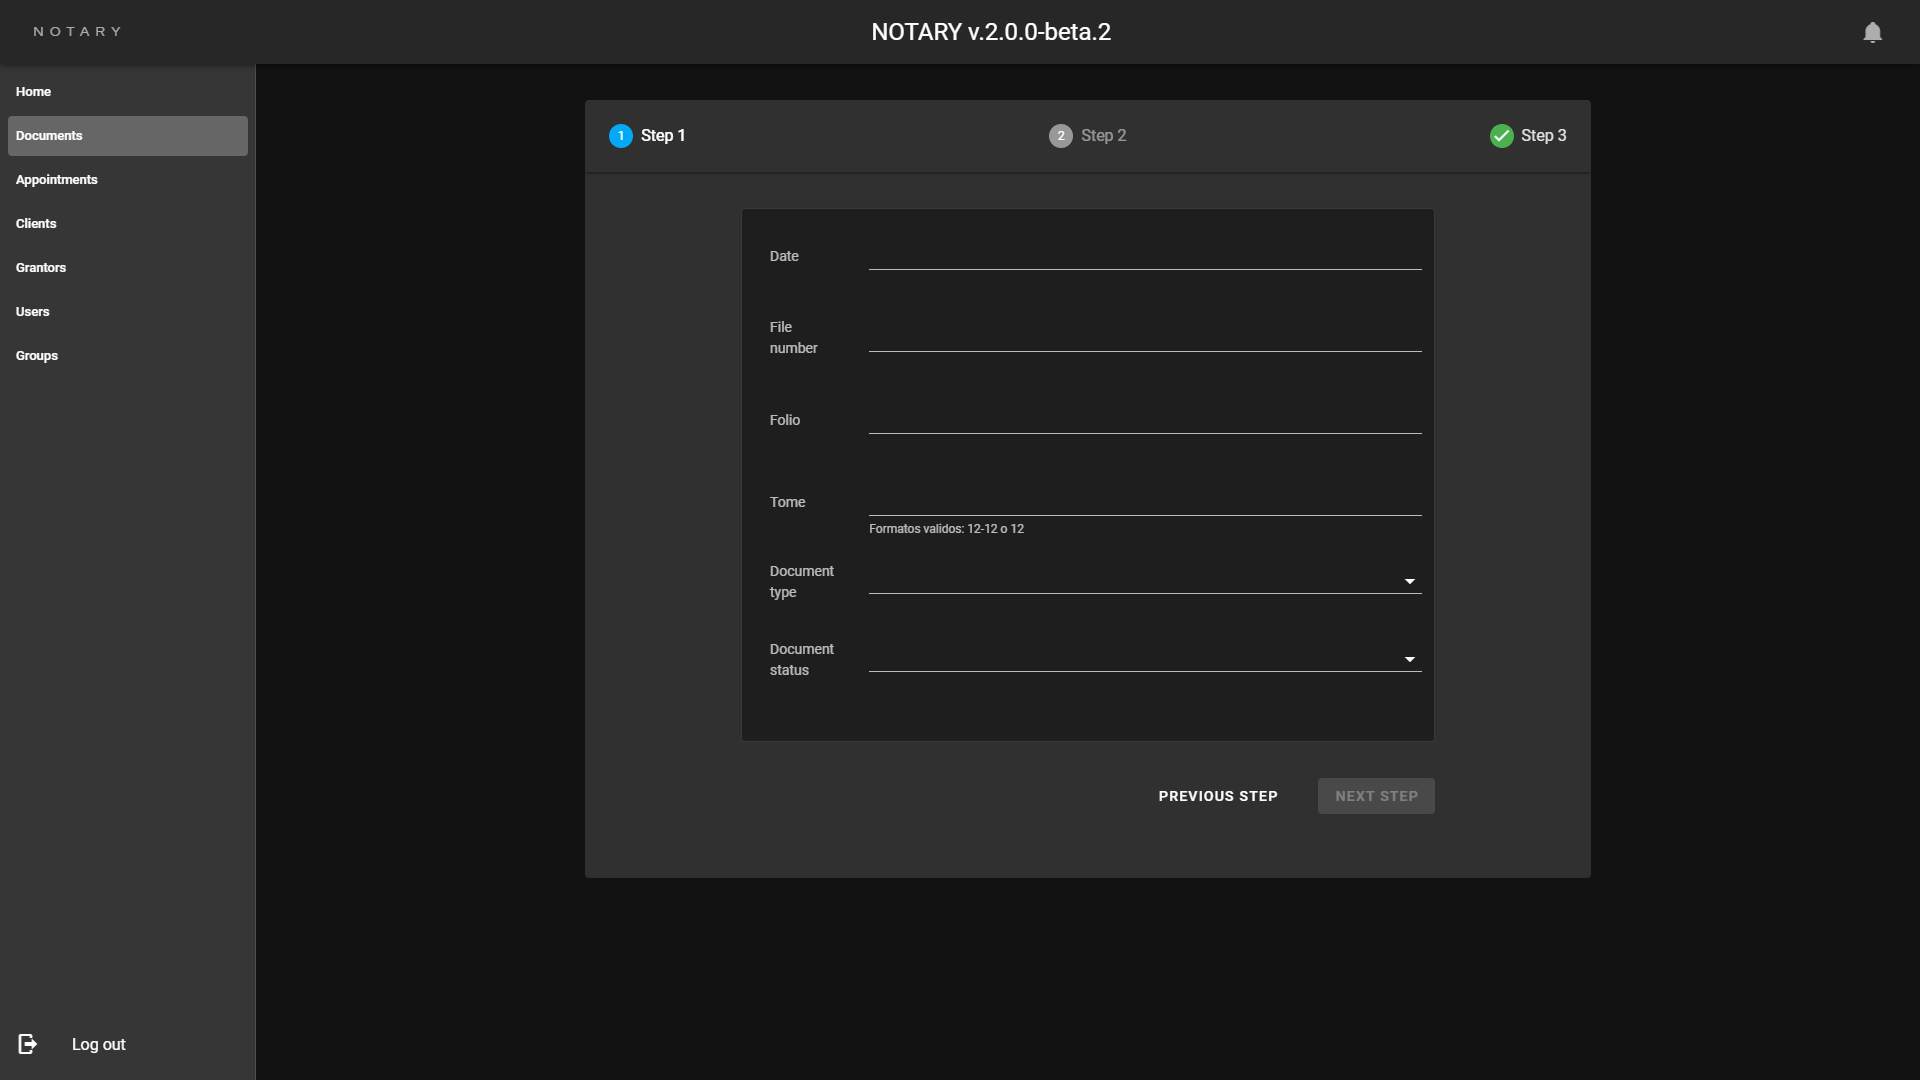 NOTARY
NOTARY v.2.0.0-beta.2
Home
Documents
Appointments
Clients
Grantors
Users
Groups
Log out
1 Step 1
2 Step 2
Step 3
Date
File
number
Folio
Tome
Formatos validos: 12-12 o 12
Document
type
Document
status
PREVIOUS STEP
NEXT STEP